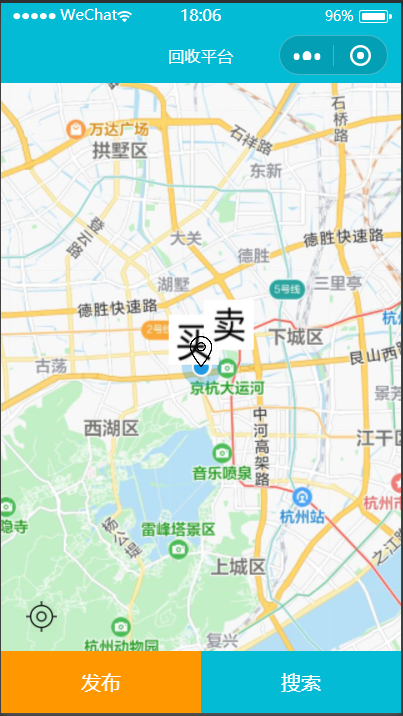 WeChat 18:06 96%
回收平台
石桥路
万达广场
石祥路
拱墅区
东新
登云路
大关
德胜快速路
德胜
湖墅
5号线
三里亭
德胜快速路
卖
2号线
买
下城区
艮山西路
古荡
京杭大运河
景芳
西湖区
中河高架路
江干区
音乐喷泉
杭州站
杭州市
隐寺
杨公堤
雷峰塔景区
之江路
上城区
复兴
杭州动物园
发布 搜索